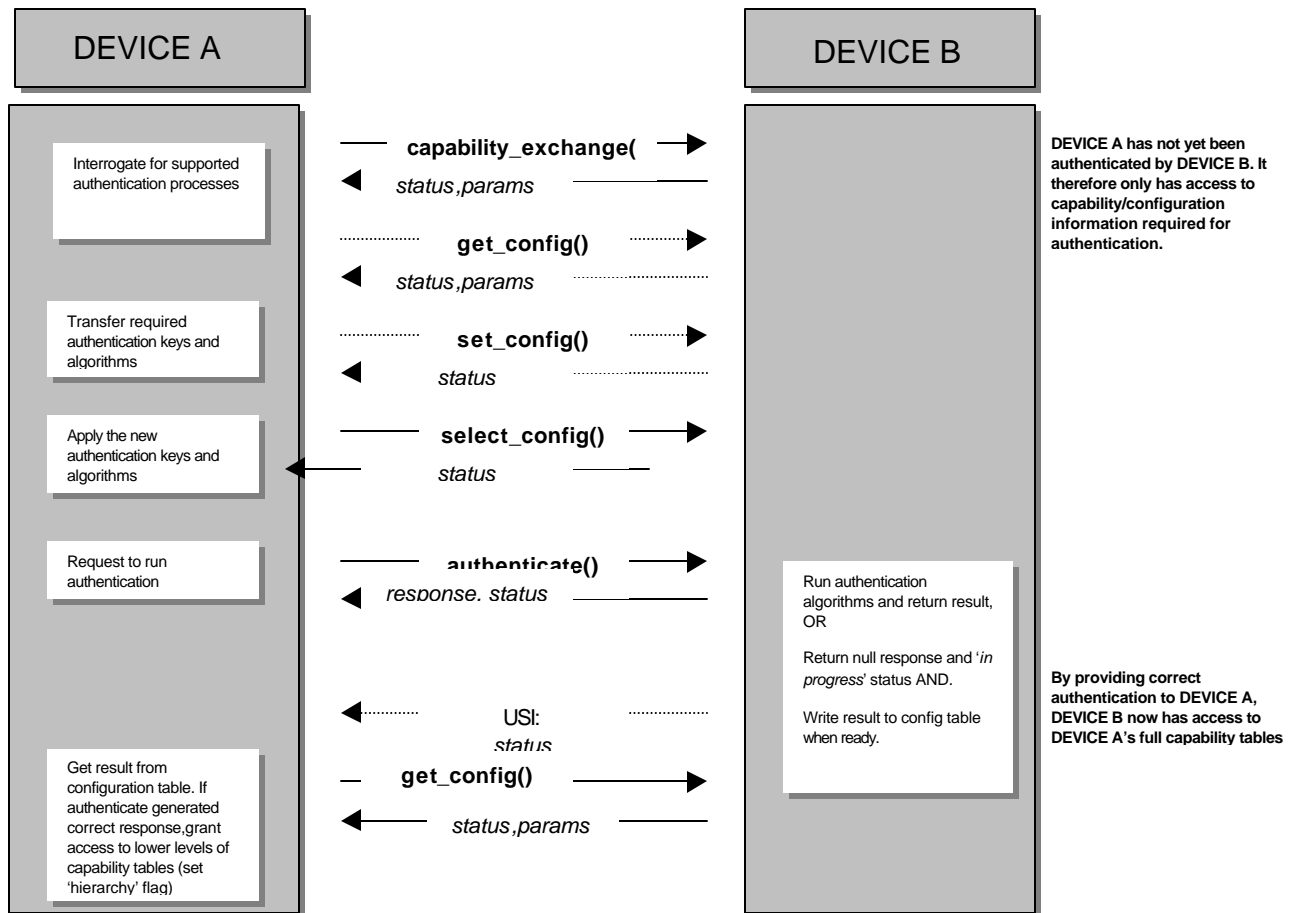 DEVICE A
DEVICE B
Interrogate for supported
authentication processes
capability_exchange(
status,params
DEVICE A has not yet been
authenticated by DEVICE B. It
therefore only has access to
capability/configuration
information required for
authentication.
get_config()
status,params
Transfer required
authentication keys and
algorithms
set_config()
status
Apply the new
authentication keys and
algorithms
select_config()
status
Request to run
authentication
authenticate()
response, status
Run authentication
algorithms and return result,
OR
Return null response and ‘in
progress’ status AND.
Write result to config table
when ready.
By providing correct
authentication to DEVICE A,
DEVICE B now has access to
DEVICE A’s full capability tables
USI:
status
Get result from
configuration table. If
authenticate generated
correct response,grant
access to lower levels of
capability tables (set
‘hierarchy’ flag)
get_config()
status,params